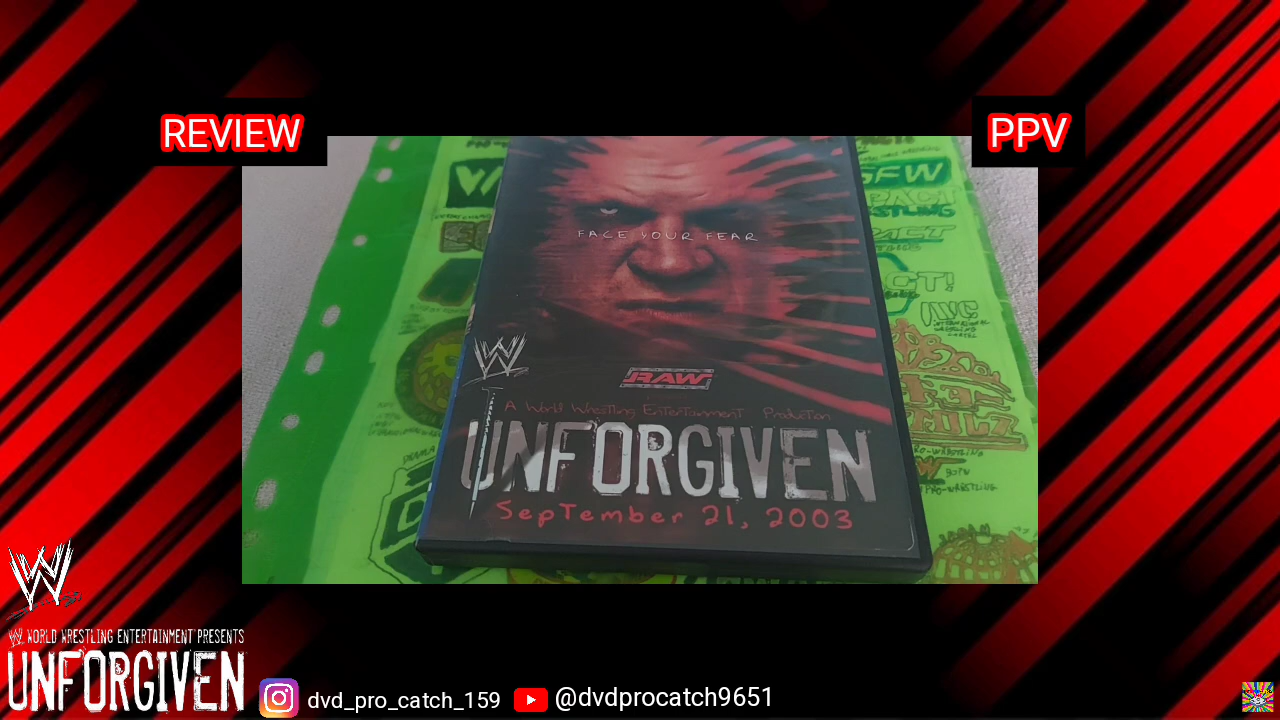 REVIEW
PPV
GFW
FACE YOUR FEAR
W
RAW
A World Wrestling Entertainment Production
UNFORGIVEN
September 21, 2003
W
W WORLD WRESTLING ENTERTAINMENT PRESENTS
UNFORGIVEN
dvd_pro_catch_159
@dvdprocatch9651